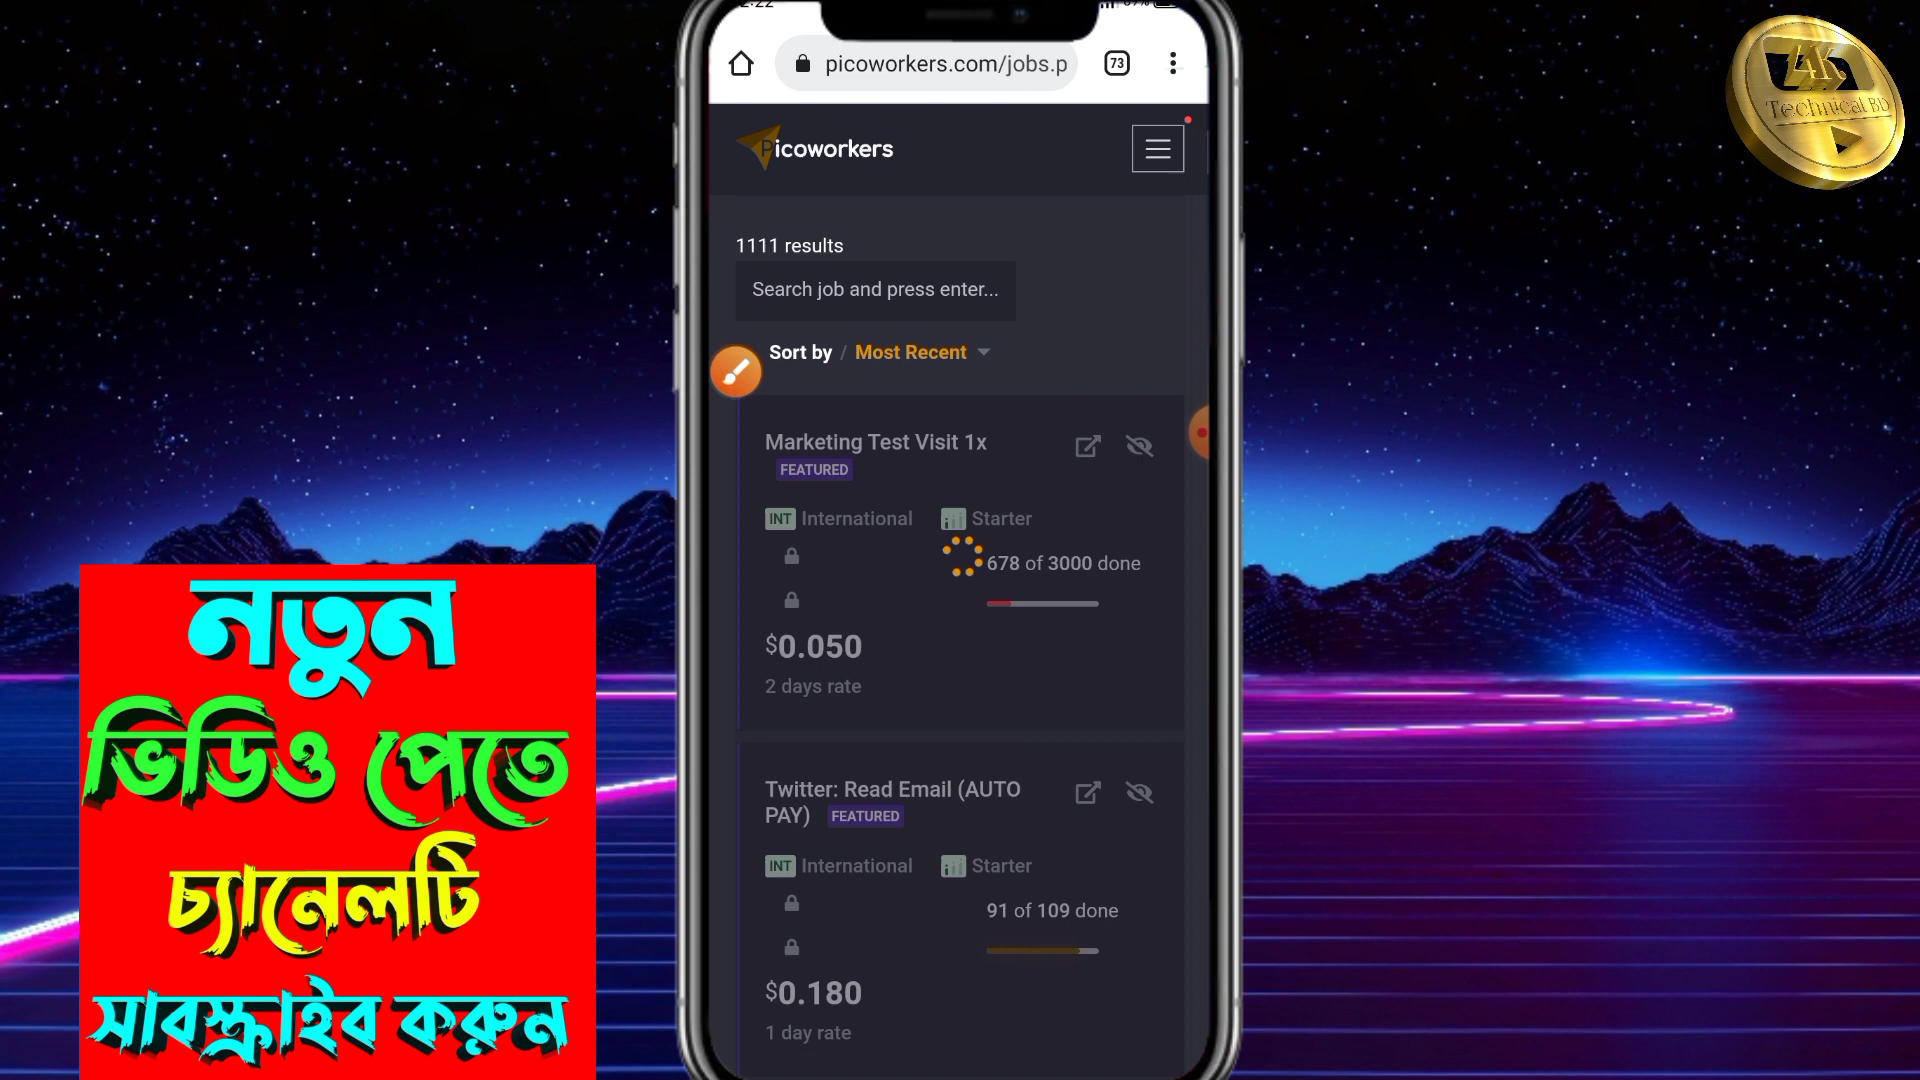 picoworkers.com/jobs.p
73
Picoworkers
1111 results
Search job and press enter...
Sort by / Most Recent
Marketing Test Visit 1x
FEATURED
INT International
Starter
678 of 3000 done
$0.050
2 days rate
Twitter: Read Email (AUTO
PAY) FEATURED
INT International
Starter
91 of 109 done
$0.180
1 day rate
নতুন
ভিডিও পেতে
চ্যানেলটি
সাবস্ক্রাইব করুন
4K
Technical BD